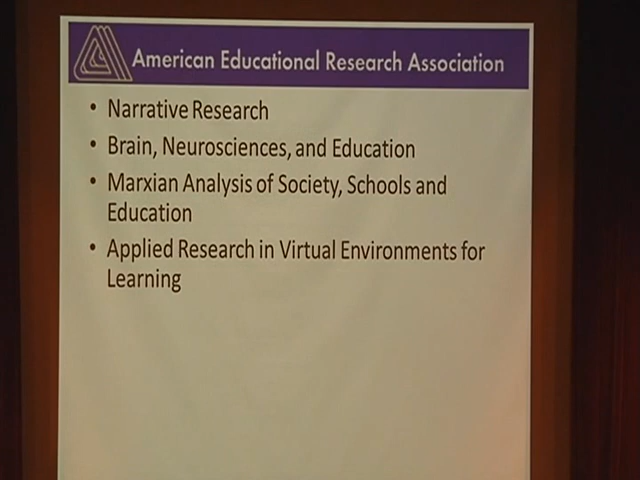 American Educational Research Association
• Narrative Research
• Brain, Neurosciences, and Education
• Marxian Analysis of Society, Schools and
Education
• Applied Research in Virtual Environments for
Learning